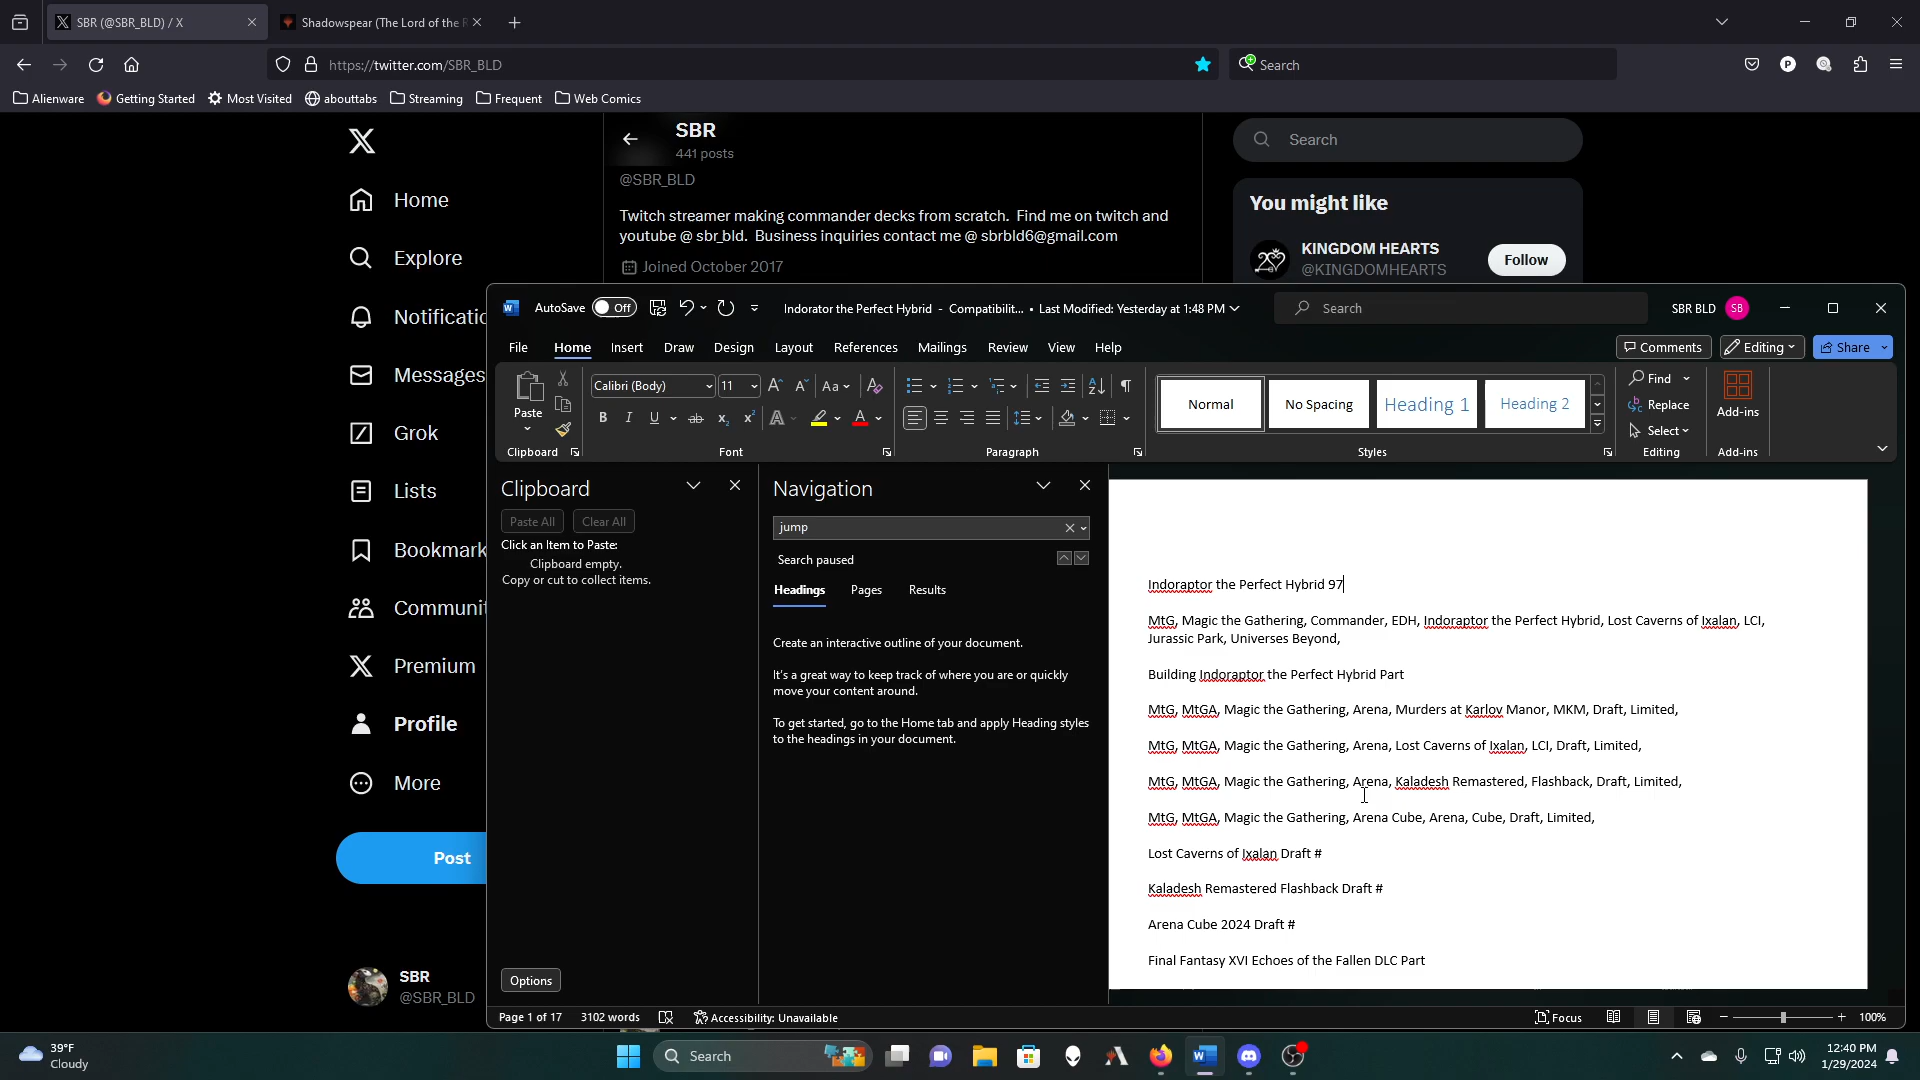 SBR (@SBR_BLD) / X
Shadowspear (The Lord of the R
https://twitter.com/SBR_BLD
Search
Alienware
Getting Started
Most Visited
abouttabs
Streaming
Frequent
Web Comics
SBR
441 posts
@SBR_BLD
Twitch streamer making commander decks from scratch. Find me on twitch and
youtube @ sbr_bld. Business inquiries contact me @ sbrbld6@gmail.com
Joined October 2017
Search
You might like
KINGDOM HEARTS
@KINGDOMHEARTS
Follow
Home
Explore
Notificatio
Messages
Grok
Lists
Bookmark
Communit
Premium
Profile
More
Post
SBR
@SBR_BLD
AutoSave Off
Indorator the Perfect Hybrid - Compatibilit... • Last Modified: Yesterday at 1:48 PM
Search
SBR BLD SB
File Home Insert Draw Design Layout References Mailings Review View Help
Comments Editing Share
Paste
Calibri (Body) 11
Normal No Spacing Heading 1 Heading 2
Find
Replace
Select
Add-ins
Clipboard Font Paragraph Styles Editing Add-ins
Clipboard
Paste All Clear All
Click an Item to Paste:
Clipboard empty.
Copy or cut to collect items.
Options
Navigation
jump
Search paused
Headings Pages Results
Create an interactive outline of your document.
It's a great way to keep track of where you are or quickly
move your content around.
To get started, go to the Home tab and apply Heading styles
to the headings in your document.
Indoraptor the Perfect Hybrid 97
MtG, Magic the Gathering, Commander, EDH, Indoraptor the Perfect Hybrid, Lost Caverns of Ixalan, LCI,
Jurassic Park, Universes Beyond,
Building Indoraptor the Perfect Hybrid Part
MtG, MtGA, Magic the Gathering, Arena, Murders at Karlov Manor, MKM, Draft, Limited,
MtG, MtGA, Magic the Gathering, Arena, Lost Caverns of Ixalan, LCI, Draft, Limited,
MtG, MtGA, Magic the Gathering, Arena, Kaladesh Remastered, Flashback, Draft, Limited,
MtG, MtGA, Magic the Gathering, Arena Cube, Arena, Cube, Draft, Limited,
Lost Caverns of Ixalan Draft #
Kaladesh Remastered Flashback Draft #
Arena Cube 2024 Draft #
Final Fantasy XVI Echoes of the Fallen DLC Part
Page 1 of 17 3102 words Accessibility: Unavailable
Focus 100%
39°F
Cloudy
Search
12:40 PM
1/29/2024